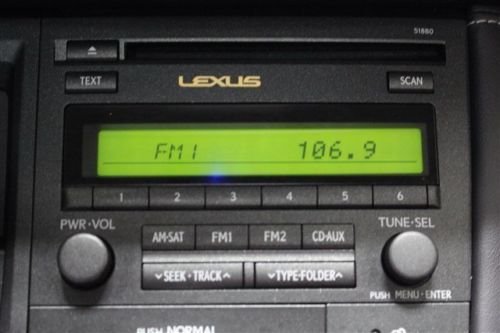 51880
TEXT LEXUS SCAN
FM1 106.9
1 2 3 4 5 6
PWR·VOL TUNE·SEL
AM·SAT FM1 FM2 CD·AUX
SEEK·TRACK TYPE·FOLDER
PUSH MENU·ENTER
PUSH NORMAL